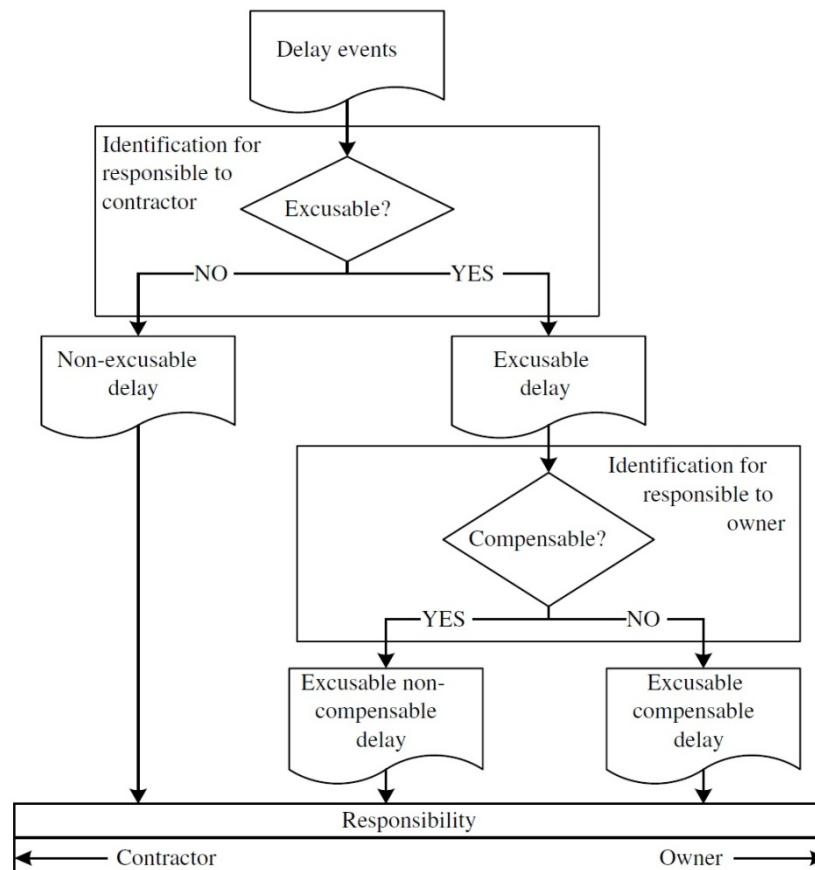 Delay events
Identification for
responsible to
contractor
Excusable?
NO
YES
Non-excusable
delay
Excusable
delay
Identification for
responsible to
owner
Compensable?
YES
NO
Excusable non-
compensable
delay
Excusable
compensable
delay
Responsibility
Contractor
Owner